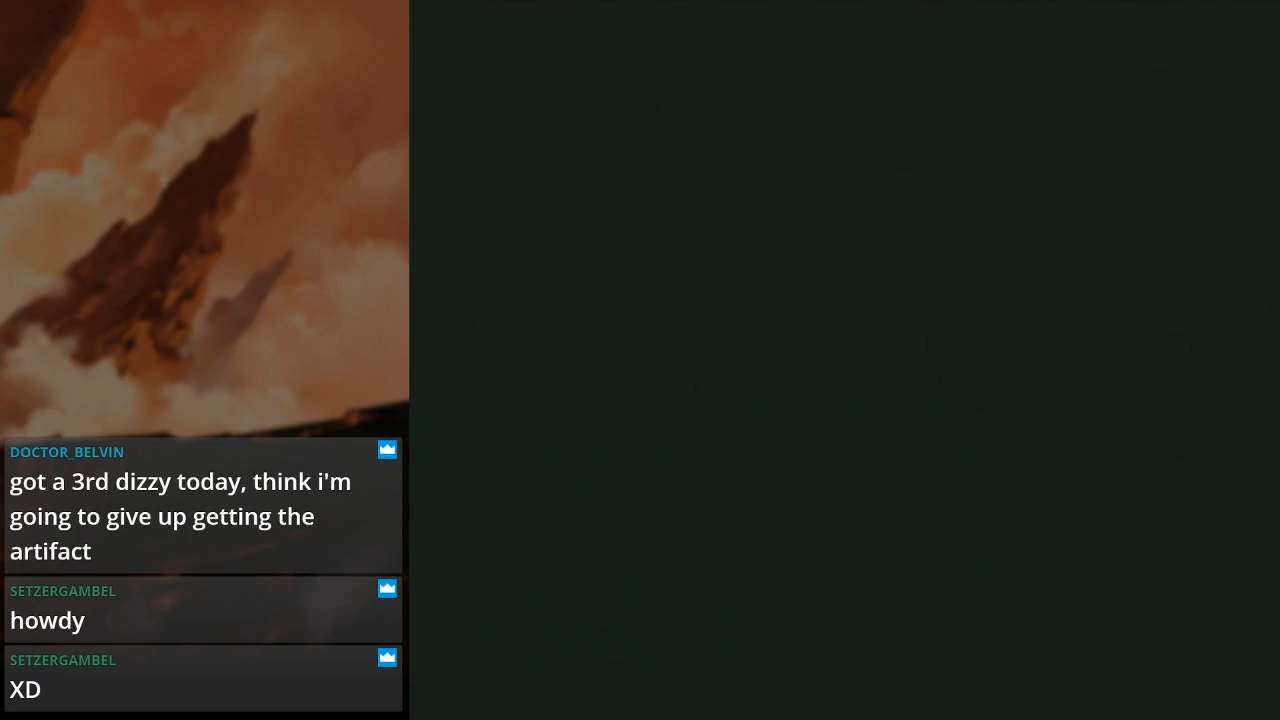 DOCTOR_BELVIN
got a 3rd dizzy today, think i'm
going to give up getting the
artifact
SETZERGAMBEL
howdy
SETZERGAMBEL
XD